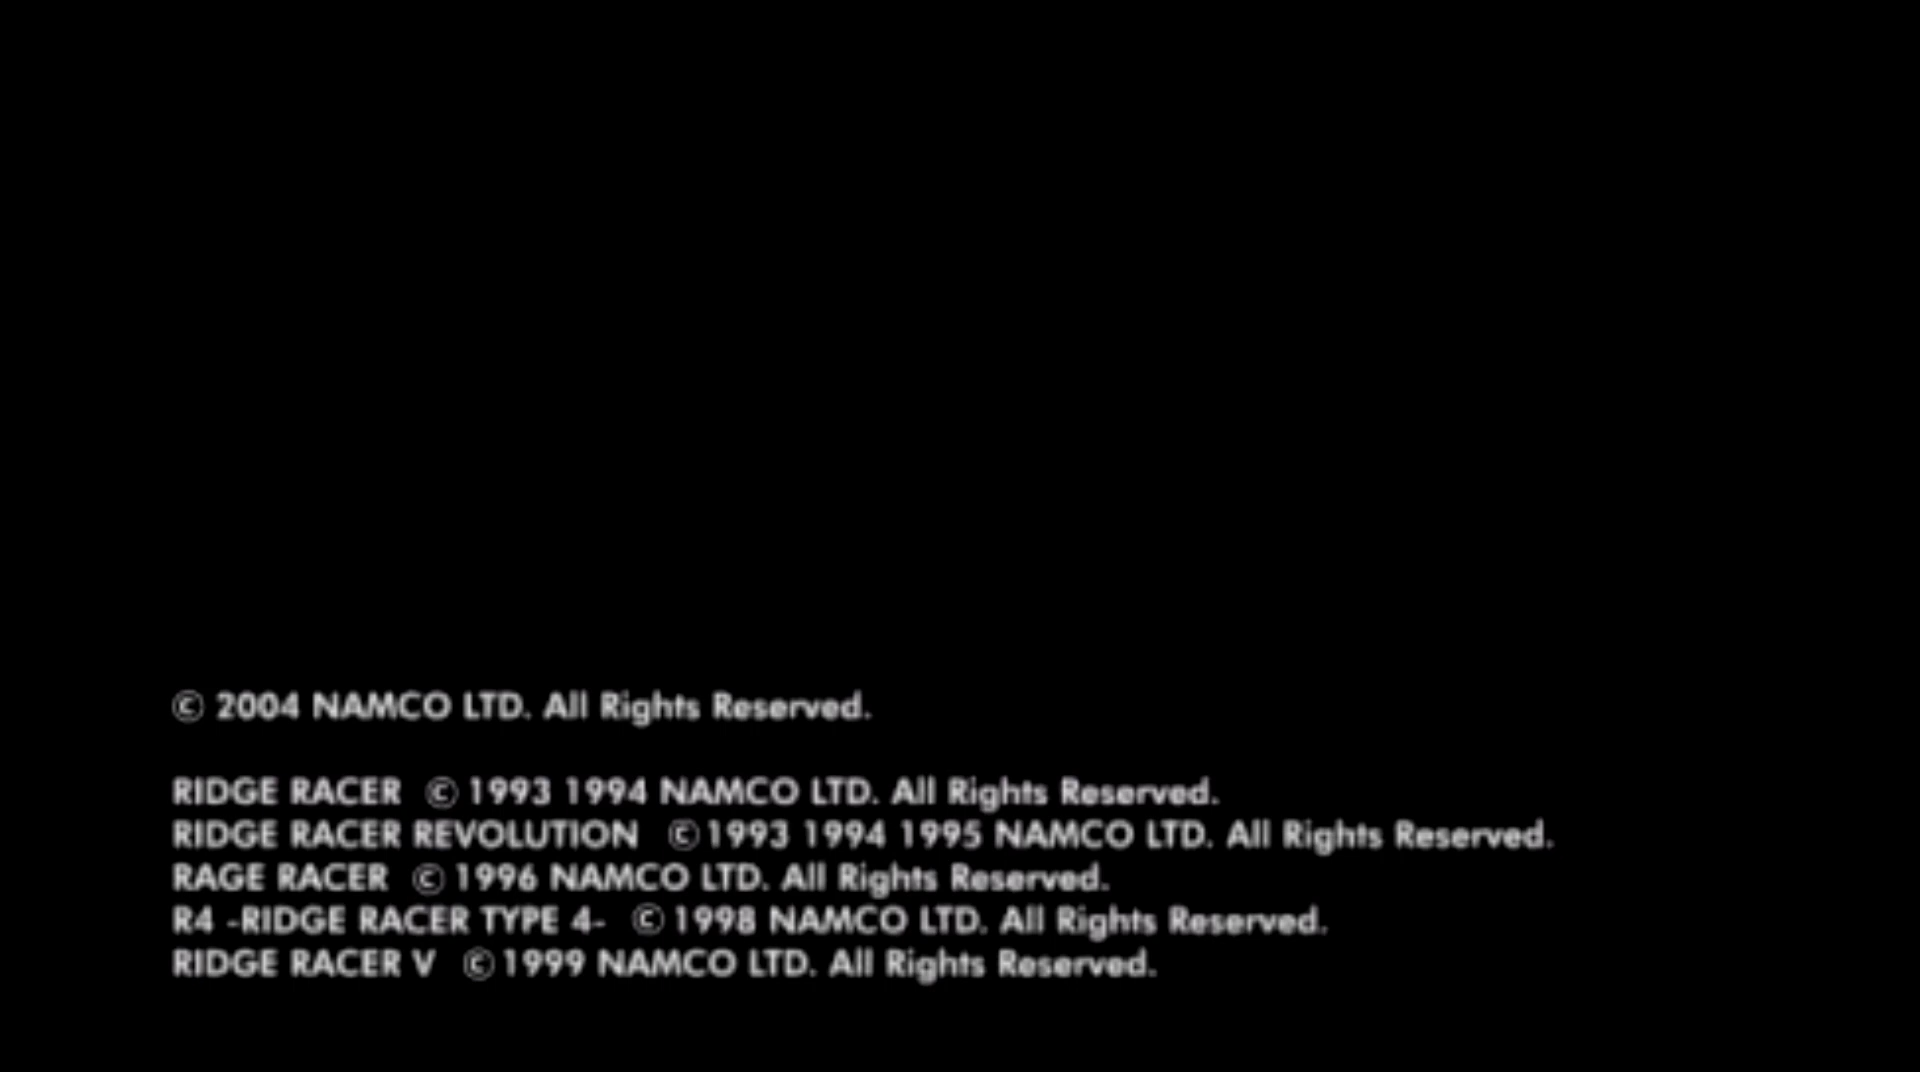 © 2004 NAMCO LTD. All Rights Reserved.
RIDGE RACER © 1993 1994 NAMCO LTD. All Rights Reserved.
RIDGE RACER REVOLUTION © 1993 1994 1995 NAMCO LTD. All Rights Reserved.
RAGE RACER © 1996 NAMCO LTD. All Rights Reserved.
R4 -RIDGE RACER TYPE 4- © 1998 NAMCO LTD. All Rights Reserved.
RIDGE RACER V © 1999 NAMCO LTD. All Rights Reserved.